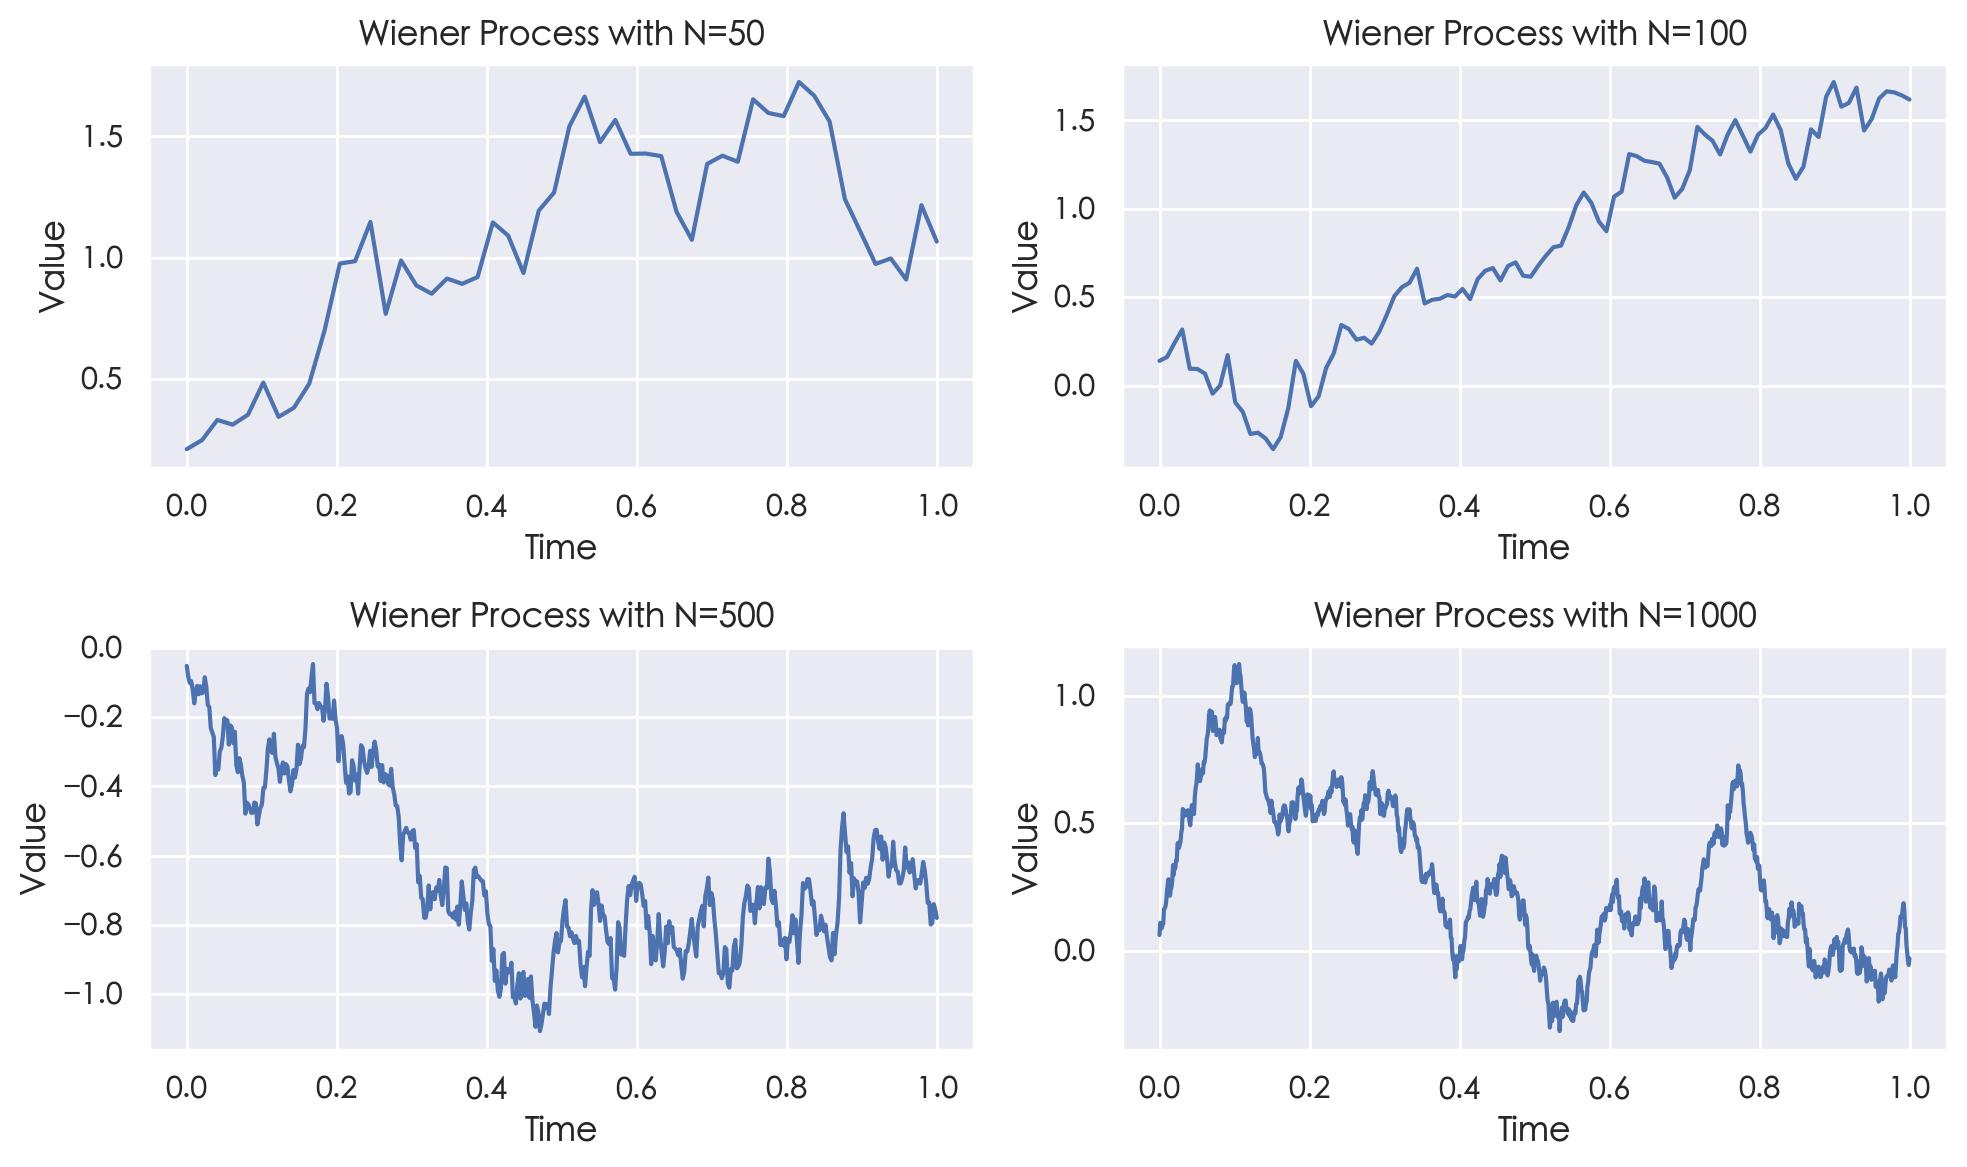 Wiener Process with N=50
Value
1.5
1.0
0.5
0.0 0.2 0.4 0.6 0.8 1.0
Time
Wiener Process with N=100
Value
1.5
1.0
0.5
0.0
0.0 0.2 0.4 0.6 0.8 1.0
Time
Wiener Process with N=500
Value
0.0
−0.2
−0.4
−0.6
−0.8
−1.0
0.0 0.2 0.4 0.6 0.8 1.0
Time
Wiener Process with N=1000
Value
1.0
0.5
0.0
0.0 0.2 0.4 0.6 0.8 1.0
Time